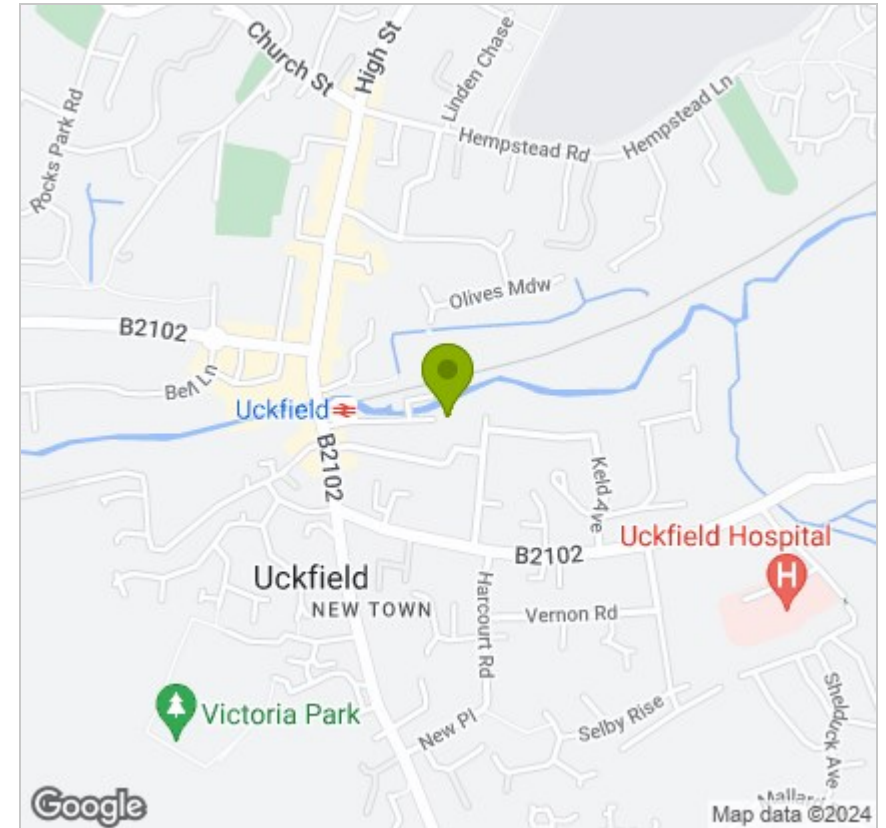 Church St
High St
Linden Chase
Rocks Park Rd
Hempstead Rd
Hempstead Ln
Olives Mdw
B2102
Bell Ln
Uckfield
B2102
Keld Ave
Uckfield Hospital
H
B2102
Uckfield
NEW TOWN
Harcourt Rd
Vernon Rd
Victoria Park
New Pl
Selby Rise
Shelduck Ave
Google
Map data ©2024